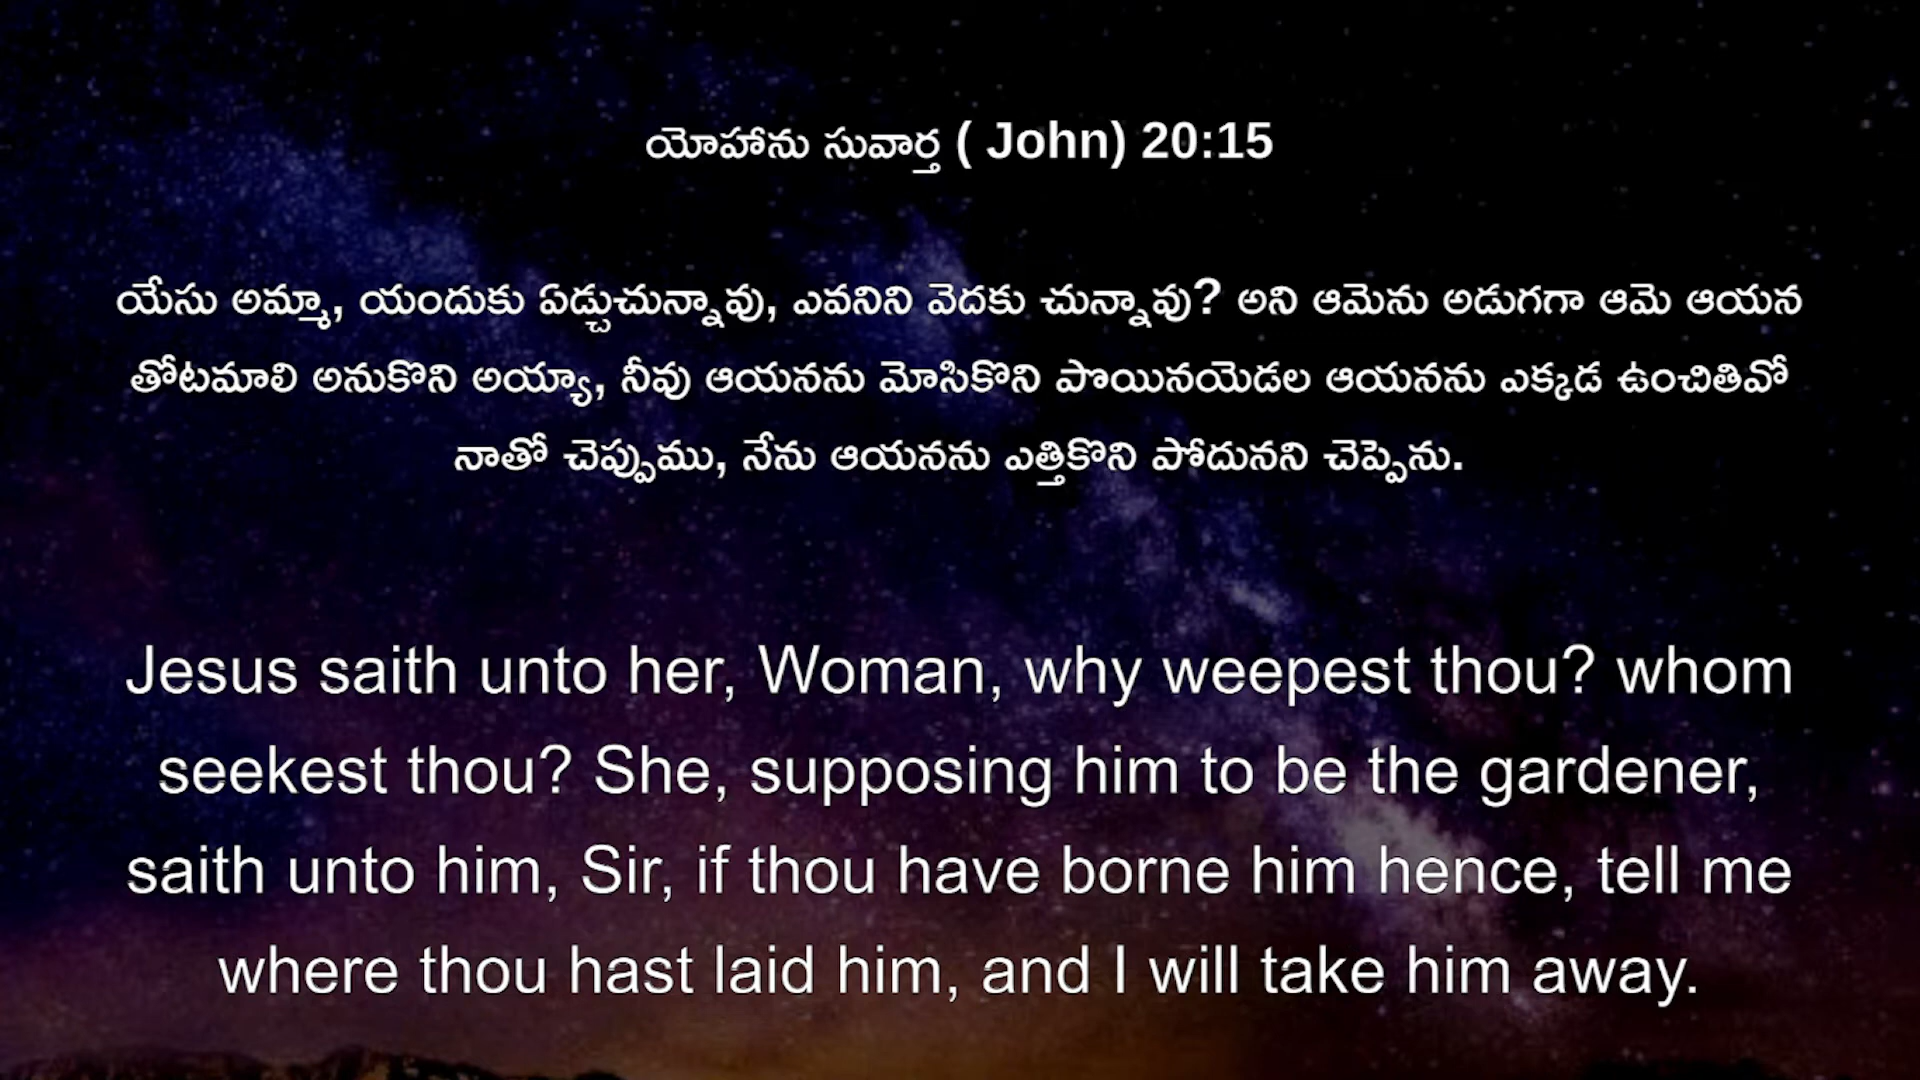 యోహాను సువార్త ( John) 20:15
యేసు అమ్మా, యందుకు ఏడ్చుచున్నావు, ఎవనిని వెదకు చున్నావు? అని ఆమెను అడుగగా ఆమె ఆయన
తోటమాలి అనుకొని అయ్యా, నీవు ఆయనను మోసికొని పొయినయెడల ఆయనను ఎక్కడ ఉంచితివో
నాతో చెప్పుము, నేను ఆయనను ఎత్తికొని పోదునని చెప్పెను.
Jesus saith unto her, Woman, why weepest thou? whom
seekest thou? She, supposing him to be the gardener,
saith unto him, Sir, if thou have borne him hence, tell me
where thou hast laid him, and I will take him away.